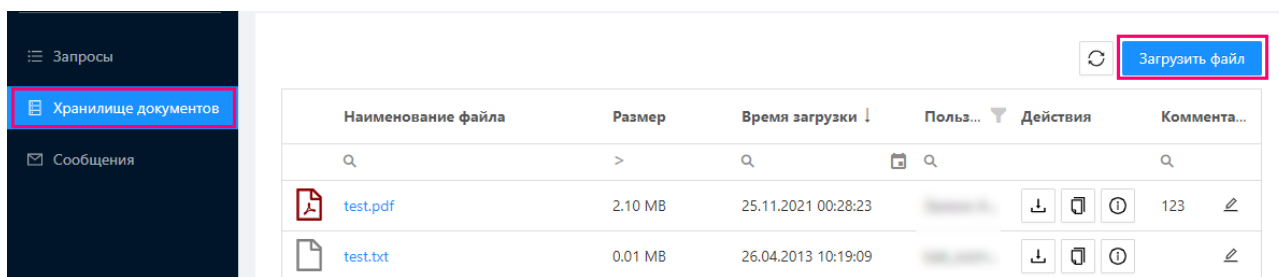 Запросы
Хранилище документов
Сообщения
Загрузить файл
Наименование файла Размер Время загрузки ↓ Польз... Действия Коммента...
>
test.pdf 2.10 MB 25.11.2021 00:28:23 123
test.txt 0.01 MB 26.04.2013 10:19:09